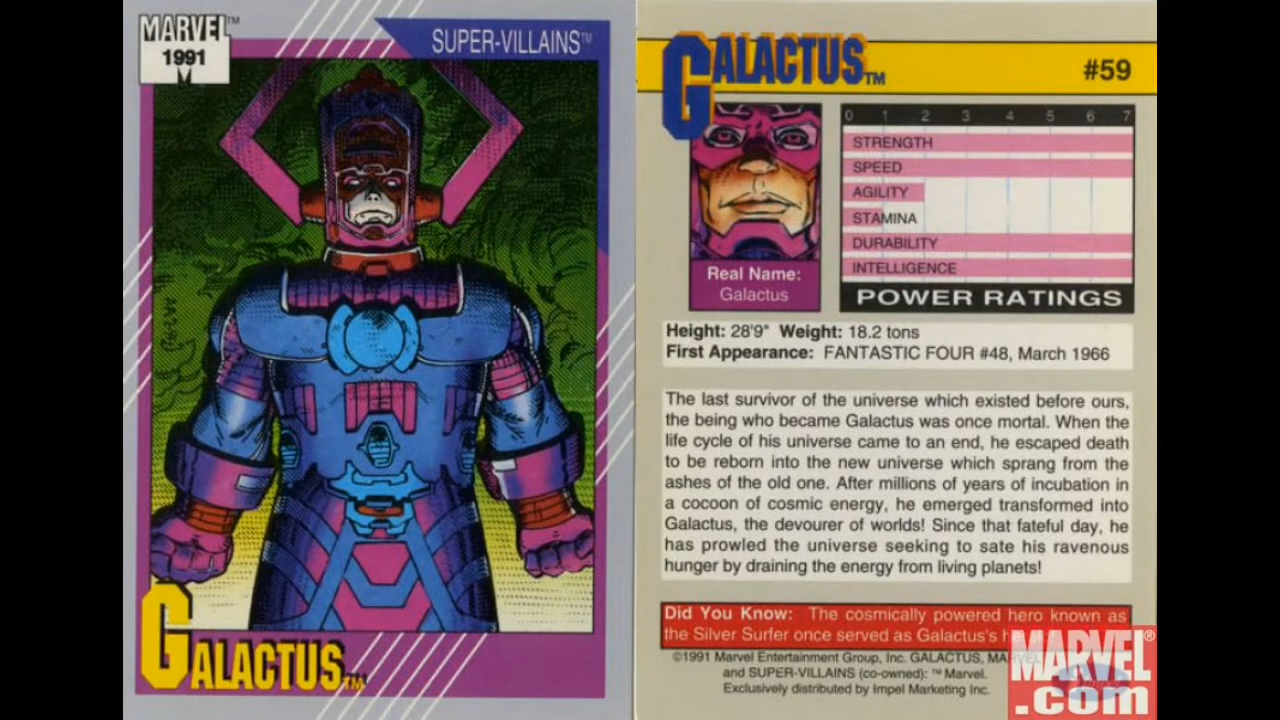 MARVEL™
1991
SUPER-VILLAINS™
GALACTUS™
GALACTUS™
#59
0 1 2 3 4 5 6 7
STRENGTH
SPEED
AGILITY
STAMINA
DURABILITY
INTELLIGENCE
POWER RATINGS
Real Name:
Galactus
Height: 28'9" Weight: 18.2 tons
First Appearance: FANTASTIC FOUR #48, March 1966
The last survivor of the universe which existed before ours,
the being who became Galactus was once mortal. When the
life cycle of his universe came to an end, he escaped death
to be reborn into the new universe which sprang from the
ashes of the old one. After millions of years of incubation in
a cocoon of cosmic energy, he emerged transformed into
Galactus, the devourer of worlds! Since that fateful day, he
has prowled the universe seeking to sate his ravenous
hunger by draining the energy from living planets!
Did You Know: The cosmically powered hero known as
the Silver Surfer once served as Galactus's
©1991 Marvel Entertainment Group, Inc. GALACTUS,
and SUPER-VILLAINS (co-owned): ™ Marvel.
Exclusively distributed by Impel Marketing Inc.
MARVEL®
.com